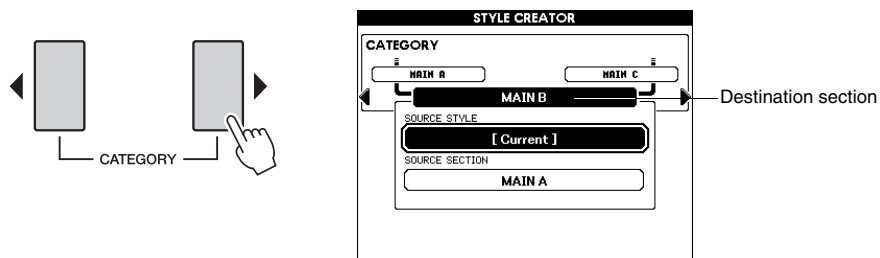 STYLE CREATOR
CATEGORY
MAIN A
MAIN C
MAIN B
Destination section
SOURCE STYLE
[ Current ]
SOURCE SECTION
MAIN A
CATEGORY